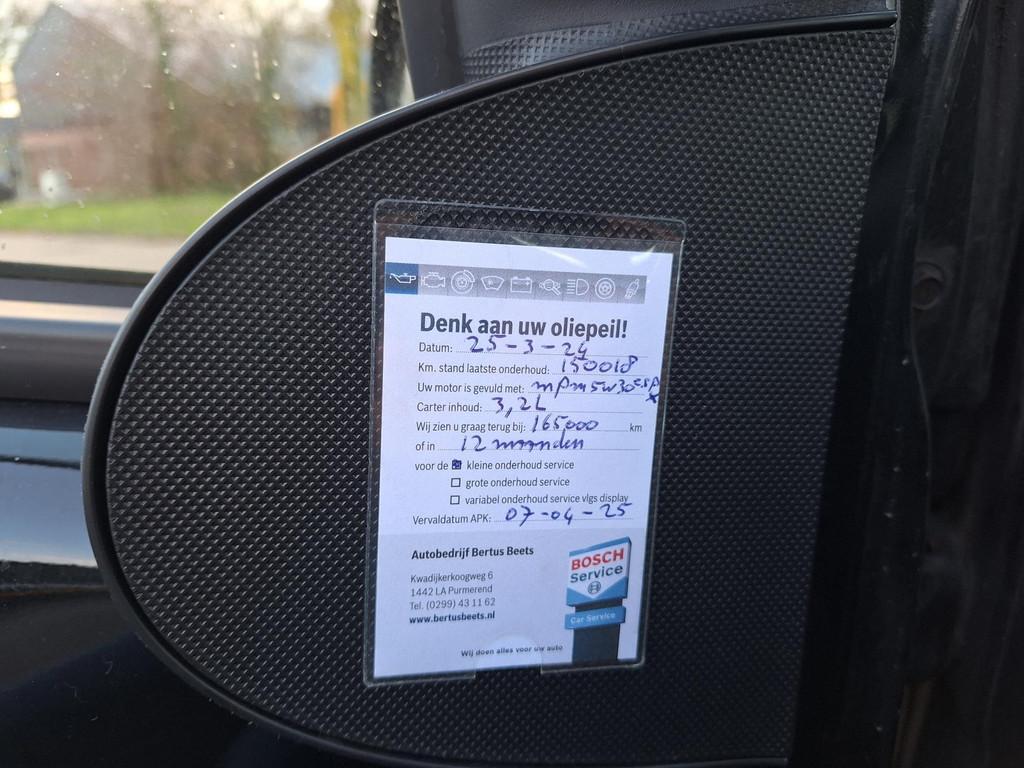 Denk aan uw oliepeil!
Datum: 25-3-24
Km. stand laatste onderhoud: 150018
Uw motor is gevuld met: mpm5w30
Carter inhoud: 3,2L
Wij zien u graag terug bij: 165000 km
of in 12 maanden
voor de kleine onderhoud service
grote onderhoud service
variabel onderhoud service vlgs display
Vervaldatum APK: 07-04-25
Autobedrijf Bertus Beets
Kwadijkerkoogweg 6
1442 LA Purmerend
Tel. (0299) 43 11 62
www.bertusbeets.nl
BOSCH
Service
Car Service
Wij doen alles voor uw auto